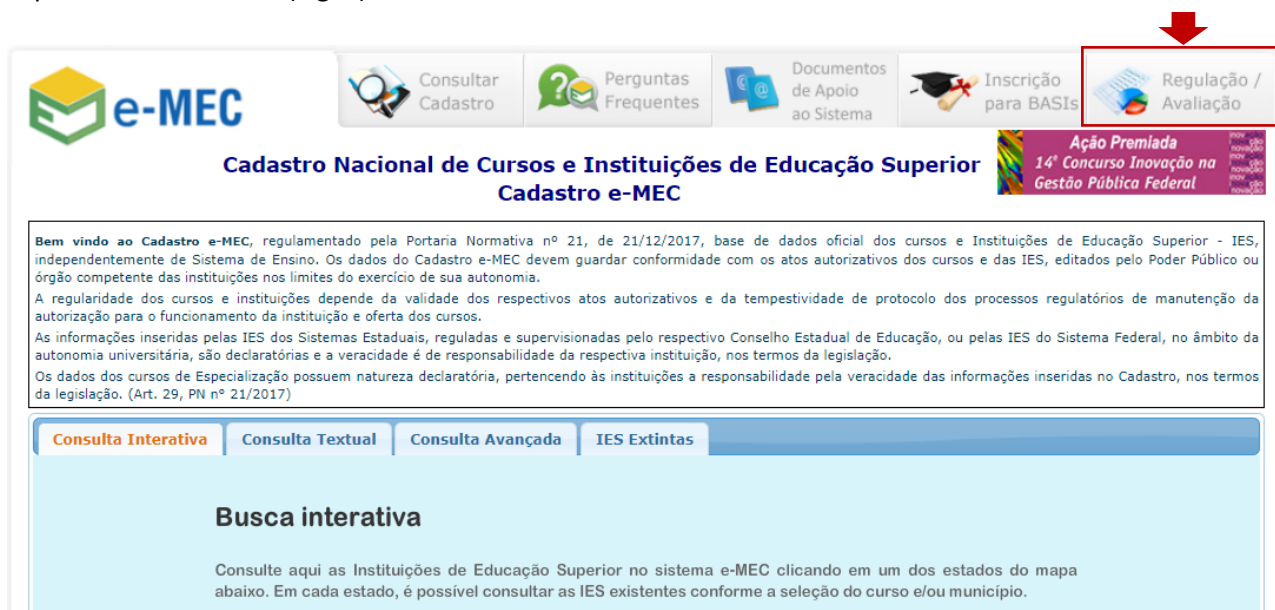 e-MEC
Consultar
Cadastro
Perguntas
Frequentes
Documentos
de Apoio
ao Sistema
Inscrição
para BASIs
Regulação /
Avaliação
Cadastro Nacional de Cursos e Instituições de Educação Superior
Cadastro e-MEC
Ação Premiada
14º Concurso Inovação na
Gestão Pública Federal
Bem vindo ao Cadastro e-MEC, regulamentado pela Portaria Normativa nº 21, de 21/12/2017, base de dados oficial dos cursos e Instituições de Educação Superior - IES,
independentemente de Sistema de Ensino. Os dados do Cadastro e-MEC devem guardar conformidade com os atos autorizativos dos cursos e das IES, editados pelo Poder Público ou
órgão competente das instituições nos limites do exercício de sua autonomia.
A regularidade dos cursos e instituições depende da validade dos respectivos atos autorizativos e da tempestividade de protocolo dos processos regulatórios de manutenção da
autorização para o funcionamento da instituição e oferta dos cursos.
As informações inseridas pelas IES dos Sistemas Estaduais, reguladas e supervisionadas pelo respectivo Conselho Estadual de Educação, ou pelas IES do Sistema Federal, no âmbito da
autonomia universitária, são declaratórias e a veracidade é de responsabilidade da respectiva instituição, nos termos da legislação.
Os dados dos cursos de Especialização possuem natureza declaratória, pertencendo às instituições a responsabilidade pela veracidade das informações inseridas no Cadastro, nos termos
da legislação. (Art. 29, PN nº 21/2017)
Consulta Interativa
Consulta Textual
Consulta Avançada
IES Extintas
Busca interativa
Consulte aqui as Instituições de Educação Superior no sistema e-MEC clicando em um dos estados do mapa
abaixo. Em cada estado, é possível consultar as IES existentes conforme a seleção do curso e/ou município.